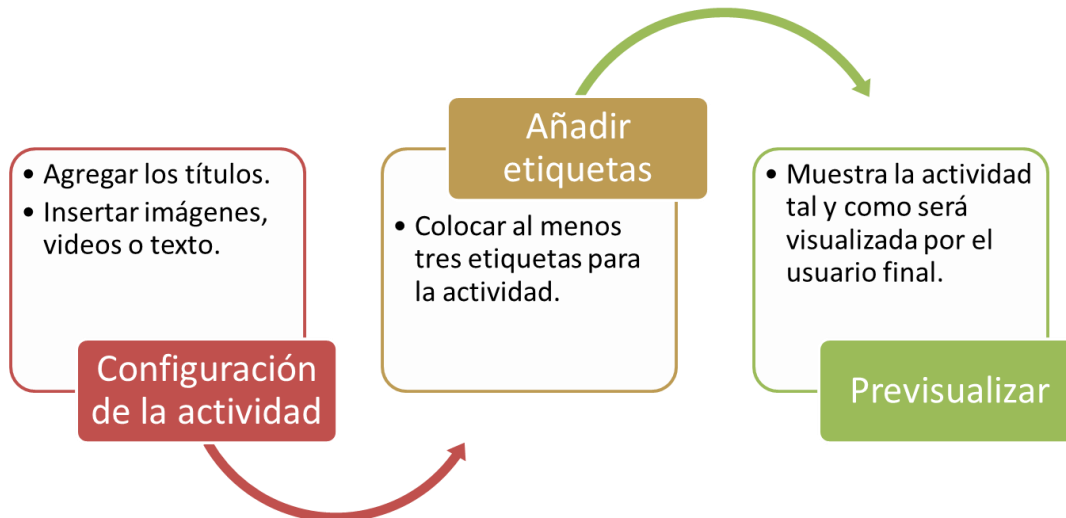 • Agregar los títulos.
• Insertar imágenes,
videos o texto.
Configuración
de la actividad
Añadir
etiquetas
• Colocar al menos
tres etiquetas para
la actividad.
• Muestra la actividad
tal y como será
visualizada por el
usuario final.
Previsualizar